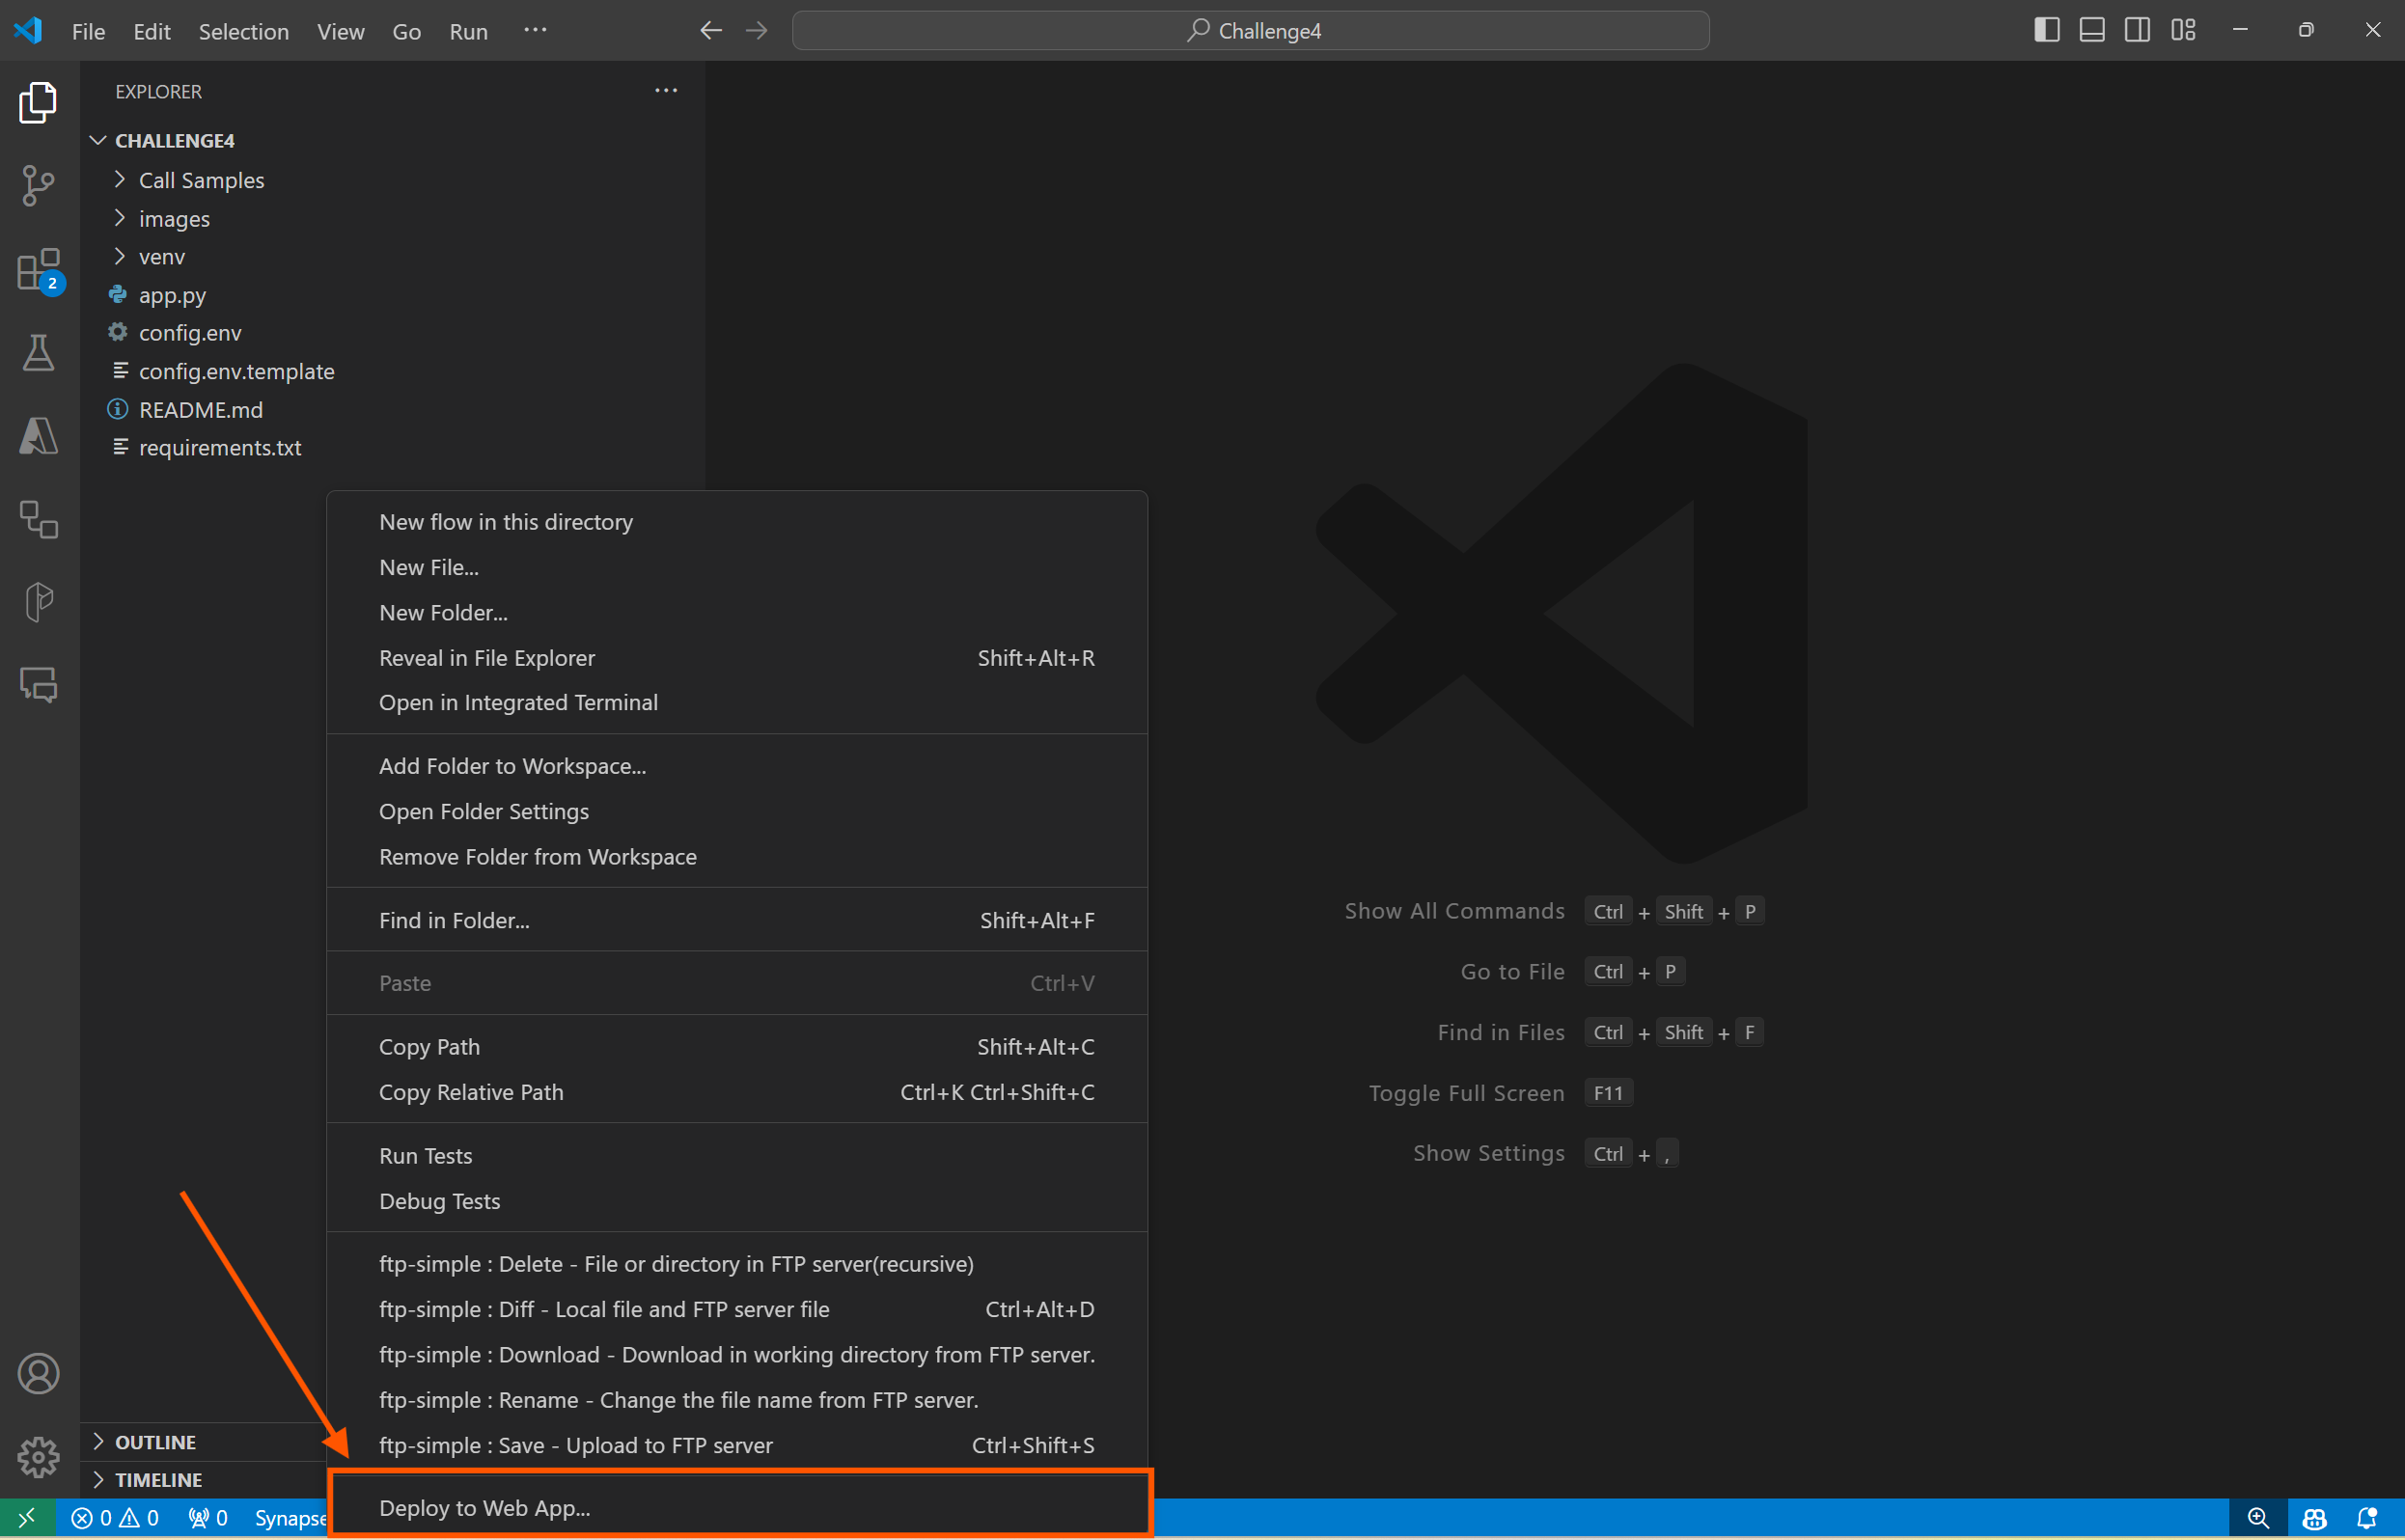 File Edit Selection View Go Run ··· Challenge4
EXPLORER ···
CHALLENGE4
Call Samples
images
venv
2
app.py
config.env
config.env.template
README.md
requirements.txt
New flow in this directory
New File...
New Folder...
Reveal in File Explorer Shift+Alt+R
Open in Integrated Terminal
Add Folder to Workspace...
Open Folder Settings
Remove Folder from Workspace
Find in Folder... Shift+Alt+F
Paste Ctrl+V
Copy Path Shift+Alt+C
Copy Relative Path Ctrl+K Ctrl+Shift+C
Run Tests
Debug Tests
ftp-simple : Delete - File or directory in FTP server(recursive)
ftp-simple : Diff - Local file and FTP server file Ctrl+Alt+D
ftp-simple : Download - Download in working directory from FTP server.
ftp-simple : Rename - Change the file name from FTP server.
ftp-simple : Save - Upload to FTP server Ctrl+Shift+S
Deploy to Web App...
Show All Commands Ctrl + Shift + P
Go to File Ctrl + P
Find in Files Ctrl + Shift + F
Toggle Full Screen F11
Show Settings Ctrl + ,
OUTLINE
TIMELINE
0 0 0 Synapse